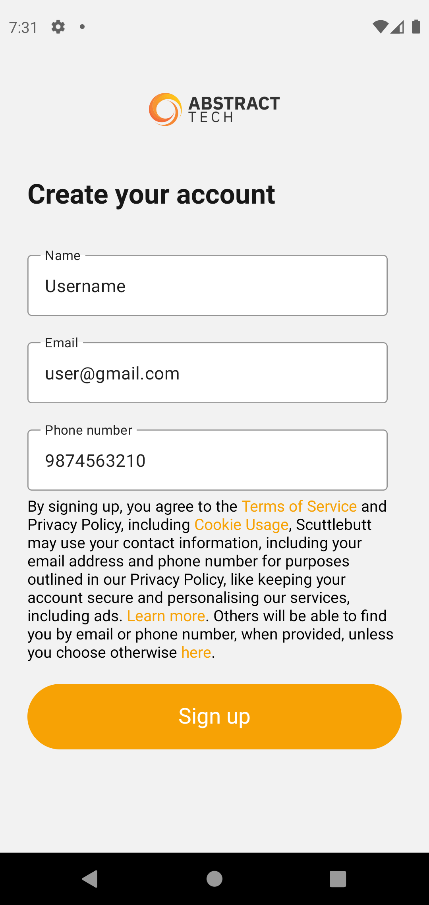 7:31
ABSTRACT
TECH
Create your account
Name
Username
Email
user@gmail.com
Phone number
9874563210
By signing up, you agree to the Terms of Service and
Privacy Policy, including Cookie Usage, Scuttlebutt
may use your contact information, including your
email address and phone number for purposes
outlined in our Privacy Policy, like keeping your
account secure and personalising our services,
including ads. Learn more. Others will be able to find
you by email or phone number, when provided, unless
you choose otherwise here.
Sign up